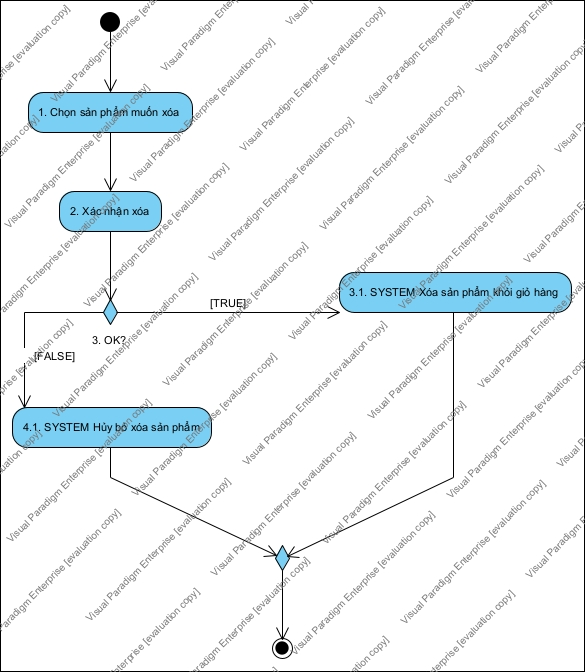 1. Chọn sản phẩm muốn xóa
2. Xác nhận xóa
[TRUE]
3.1. SYSTEM Xóa sản phẩm khỏi giỏ hàng
3. OK?
[FALSE]
4.1. SYSTEM Hủy bỏ xóa sản phẩm
Visual Paradigm Enterprise [evaluation copy]